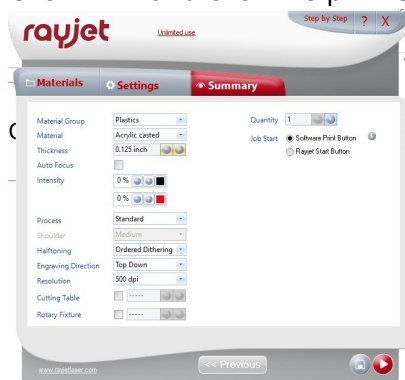 rayjet
Unlimited use
Step by Step ? X
Materials
Settings
Summary
Material Group Plastics
Material Acrylic casted
Thickness 0.125 inch
Auto Focus
Intensity 0 %
0 %
Process Standard
Shoulder Medium
Halftoning Ordered Dithering
Engraving Direction Top Down
Resolution 500 dpi
Cutting Table -----
Rotary Fixture -----
Quantity 1
Job Start Software Print Button
Rayjet Start Button
<< Previous
www.rayjetlaser.com